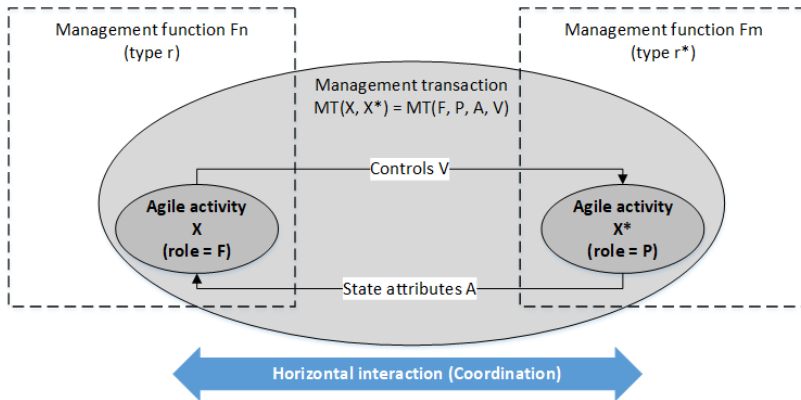 Management function Fn
(type r)
Management function Fm
(type r*)
Management transaction
MT(X, X*) = MT(F, P, A, V)
Controls V
Agile activity
X
(role = F)
Agile activity
X*
(role = P)
State attributes A
Horizontal interaction (Coordination)